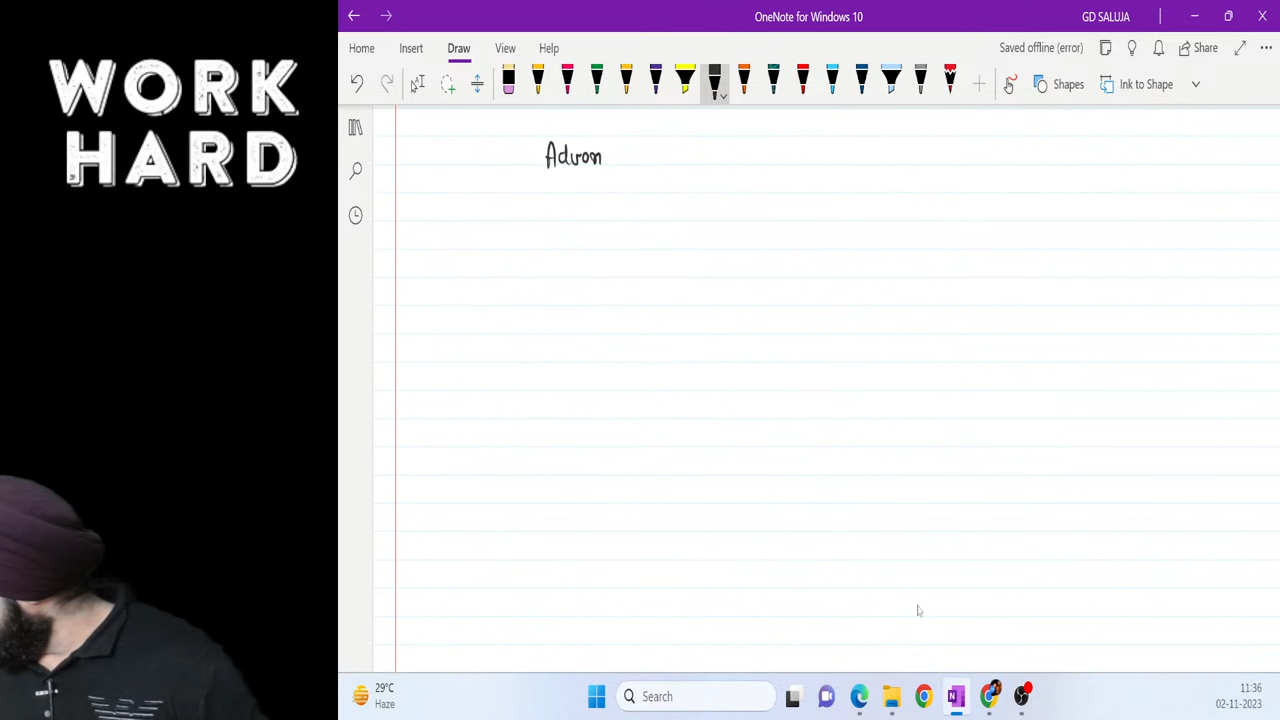 WORK
HARD
OneNote for Windows 10
GD SALUJA
Home Insert Draw View Help
Saved offline (error)
Share
Shapes
Ink to Shape
Advan
29°C
Haze
Search
11:36
02-11-2023